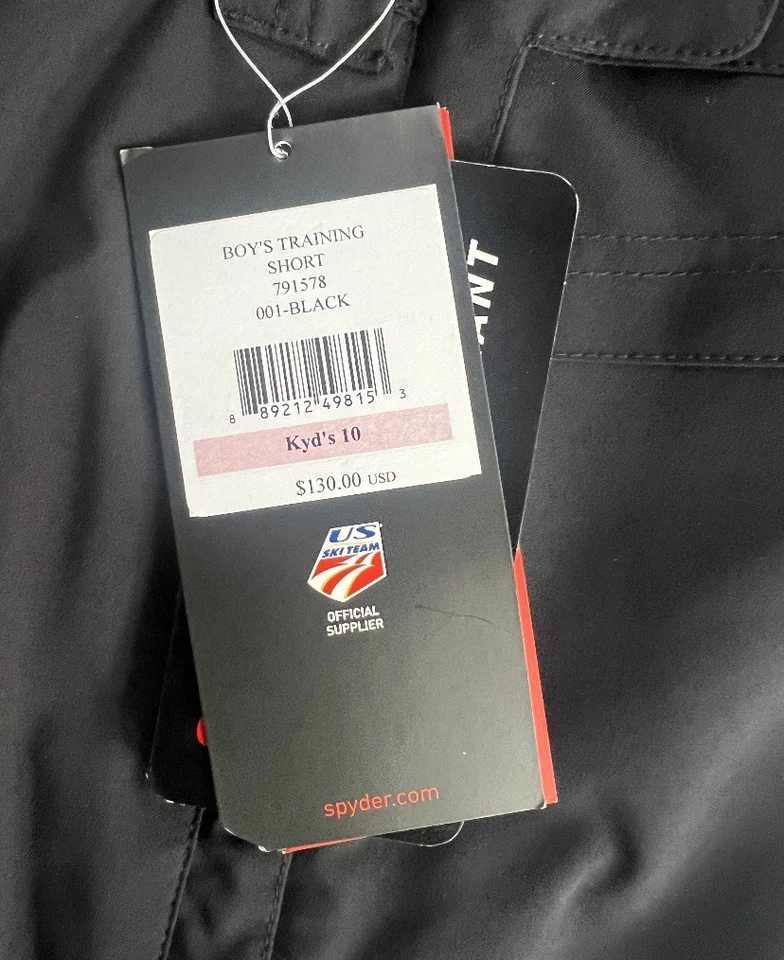 BOY'S TRAINING
SHORT
791578
001-BLACK
8 89212 49815 3
Kyd's 10
$130.00 USD
US
SKI TEAM
OFFICIAL
SUPPLIER
spyder.com